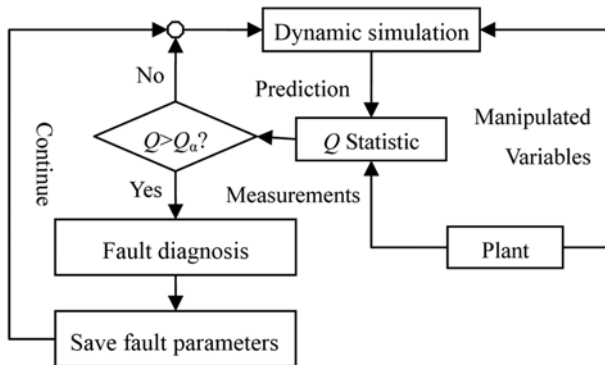 Dynamic simulation
No
Prediction
Manipulated
Variables
Continue
Q>Qα?
Q Statistic
Yes
Measurements
Fault diagnosis
Plant
Save fault parameters